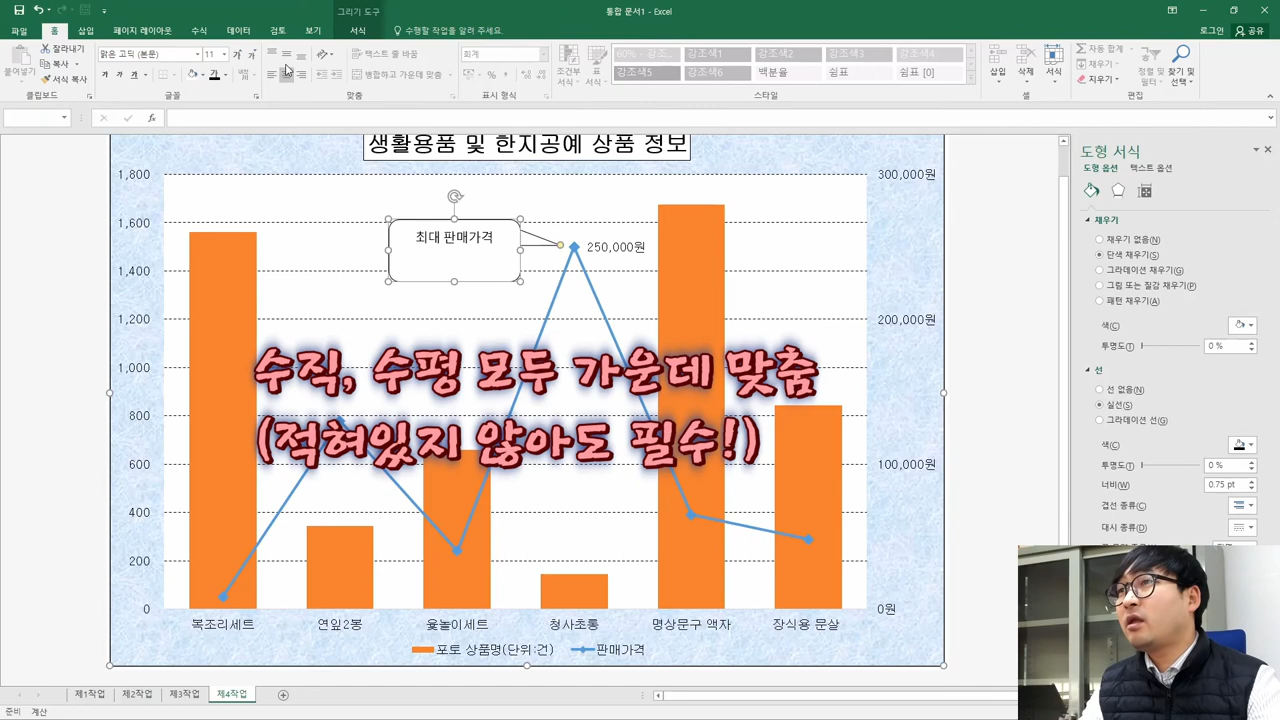 통합 문서1 - Excel
그리기 도구
파일 홈 삽입 페이지 레이아웃 수식 데이터 검토 보기 서식 수행할 작업을 알려 주세요. 로그인 공유
붙여넣기
잘라내기
복사
서식 복사
클립보드
맑은 고딕 (본문) 11
가 가
글꼴
텍스트 줄 바꿈
병합하고 가운데 맞춤
맞춤
회계
%
표시 형식
조건부 서식
표 서식
60% - 강조... 강조색1 강조색2 강조색3 강조색4
강조색5 강조색6 백분율 쉼표 쉼표 [0]
스타일
삽입 삭제 서식
셀
자동 합계
채우기
지우기
정렬 및 필터
찾기 및 선택
편집
fx
생활용품 및 한지공예 상품 정보
1,800
1,600
1,400
1,200
1,000
800
600
400
200
0
300,000원
200,000원
100,000원
0원
최대 판매가격
250,000원
수직, 수평 모두 가운데 맞춤
(적혀있지 않아도 필수!)
복조리세트 연잎2봉 윷놀이세트 청사초롱 명상문구 액자 장식용 문살
포토 상품명(단위:건) 판매가격
도형 서식
도형 옵션 텍스트 옵션
채우기
채우기 없음(N)
단색 채우기(S)
그라데이션 채우기(G)
그림 또는 질감 채우기(P)
패턴 채우기(A)
색(C)
투명도(T) 0 %
선
선 없음(N)
실선(S)
그라데이션 선(G)
색(C)
투명도(T) 0 %
너비(W) 0.75 pt
겹선 종류(C)
대시 종류(D)
제1작업 제2작업 제3작업 제4작업
준비 계산